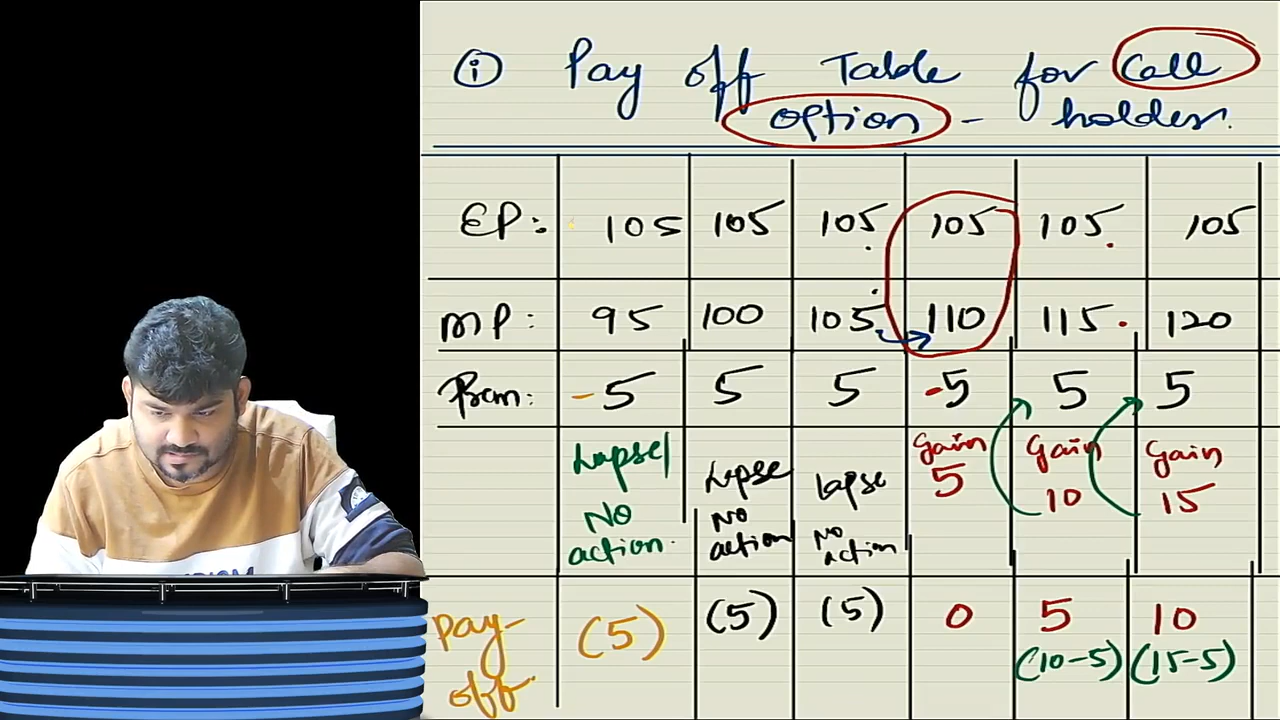 (i) Pay off Table for Call
option - holder.
EP: 105 105 105 105 105 105
MP: 95 100 105 110 115 120
Prem: -5 5 5 -5 5 5
Lapse/ Lapse lapse Gain Gain Gain
5 10 15
No No No
action. action action
Pay- (5) (5) (5) 0 5 10
off. (10-5) (15-5)